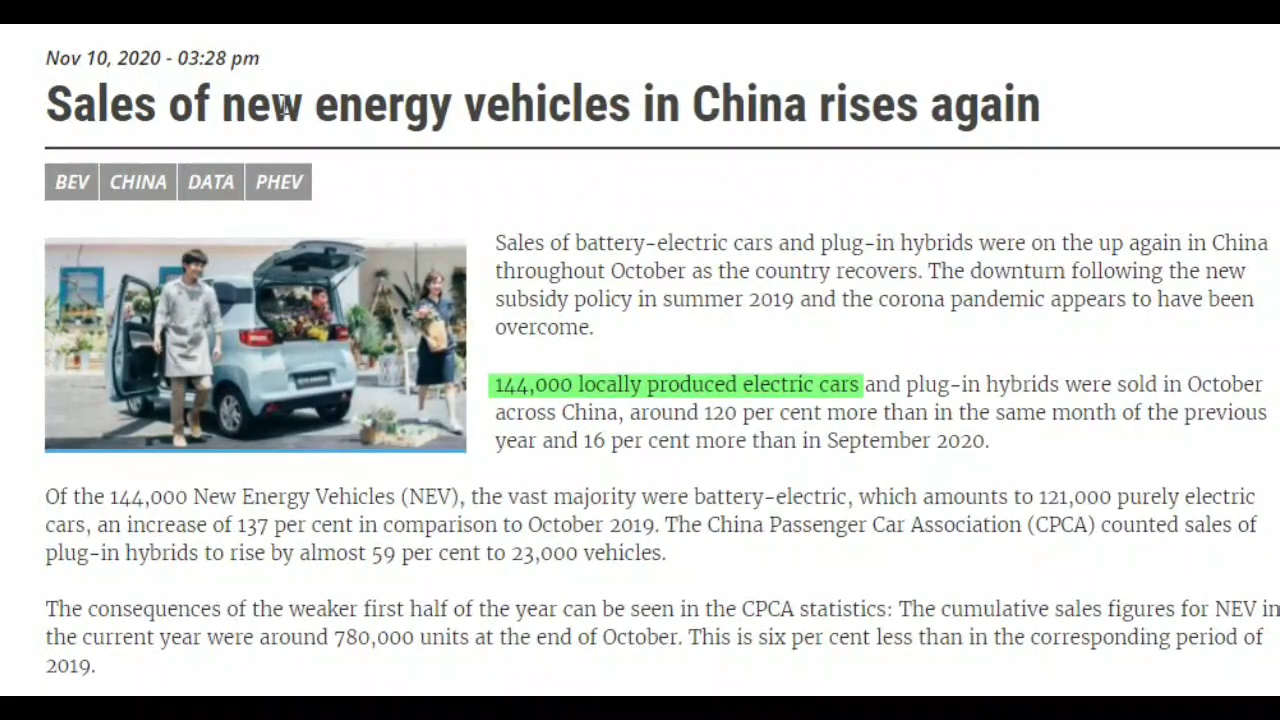 Nov 10, 2020 - 03:28 pm
Sales of new energy vehicles in China rises again
BEV CHINA DATA PHEV
Sales of battery-electric cars and plug-in hybrids were on the up again in China
throughout October as the country recovers. The downturn following the new
subsidy policy in summer 2019 and the corona pandemic appears to have been
overcome.
144,000 locally produced electric cars and plug-in hybrids were sold in October
across China, around 120 per cent more than in the same month of the previous
year and 16 per cent more than in September 2020.
Of the 144,000 New Energy Vehicles (NEV), the vast majority were battery-electric, which amounts to 121,000 purely electric
cars, an increase of 137 per cent in comparison to October 2019. The China Passenger Car Association (CPCA) counted sales of
plug-in hybrids to rise by almost 59 per cent to 23,000 vehicles.
The consequences of the weaker first half of the year can be seen in the CPCA statistics: The cumulative sales figures for NEV in
the current year were around 780,000 units at the end of October. This is six per cent less than in the corresponding period of
2019.